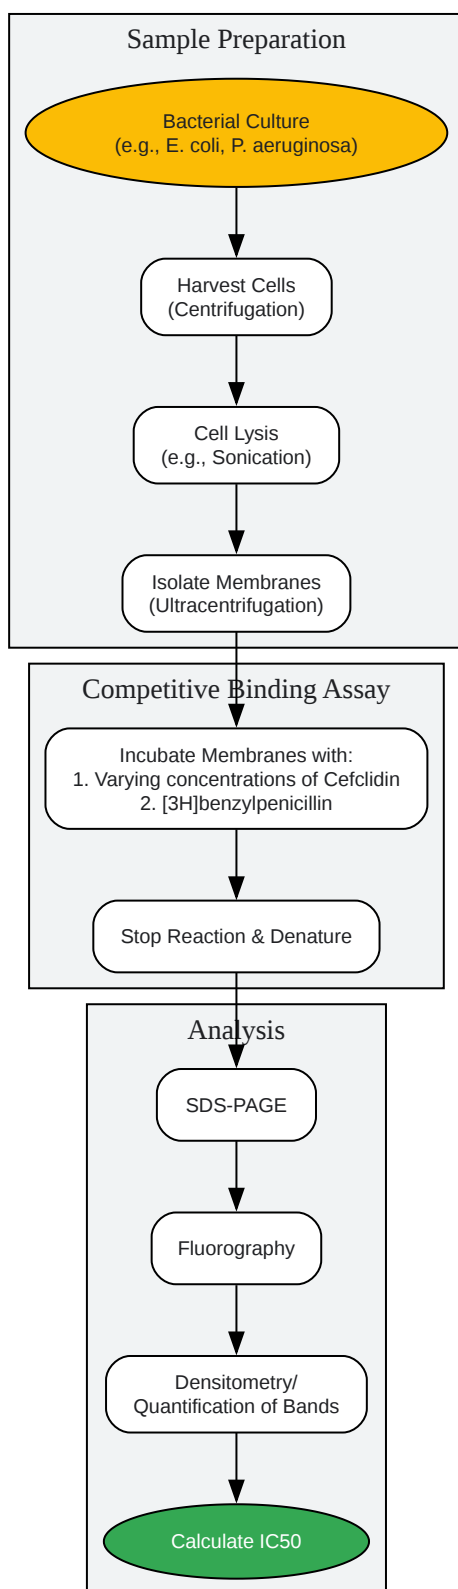 Sample Preparation
Bacterial Culture
(e.g., E. coli, P. aeruginosa)
Harvest Cells
(Centrifugation)
Cell Lysis
(e.g., Sonication)
Isolate Membranes
(Ultracentrifugation)
Competitive Binding Assay
Incubate Membranes with:
1. Varying concentrations of Cefclidin
2. [3H]benzylpenicillin
Stop Reaction & Denature
Analysis
SDS-PAGE
Fluorography
Densitometry/
Quantification of Bands
Calculate IC50